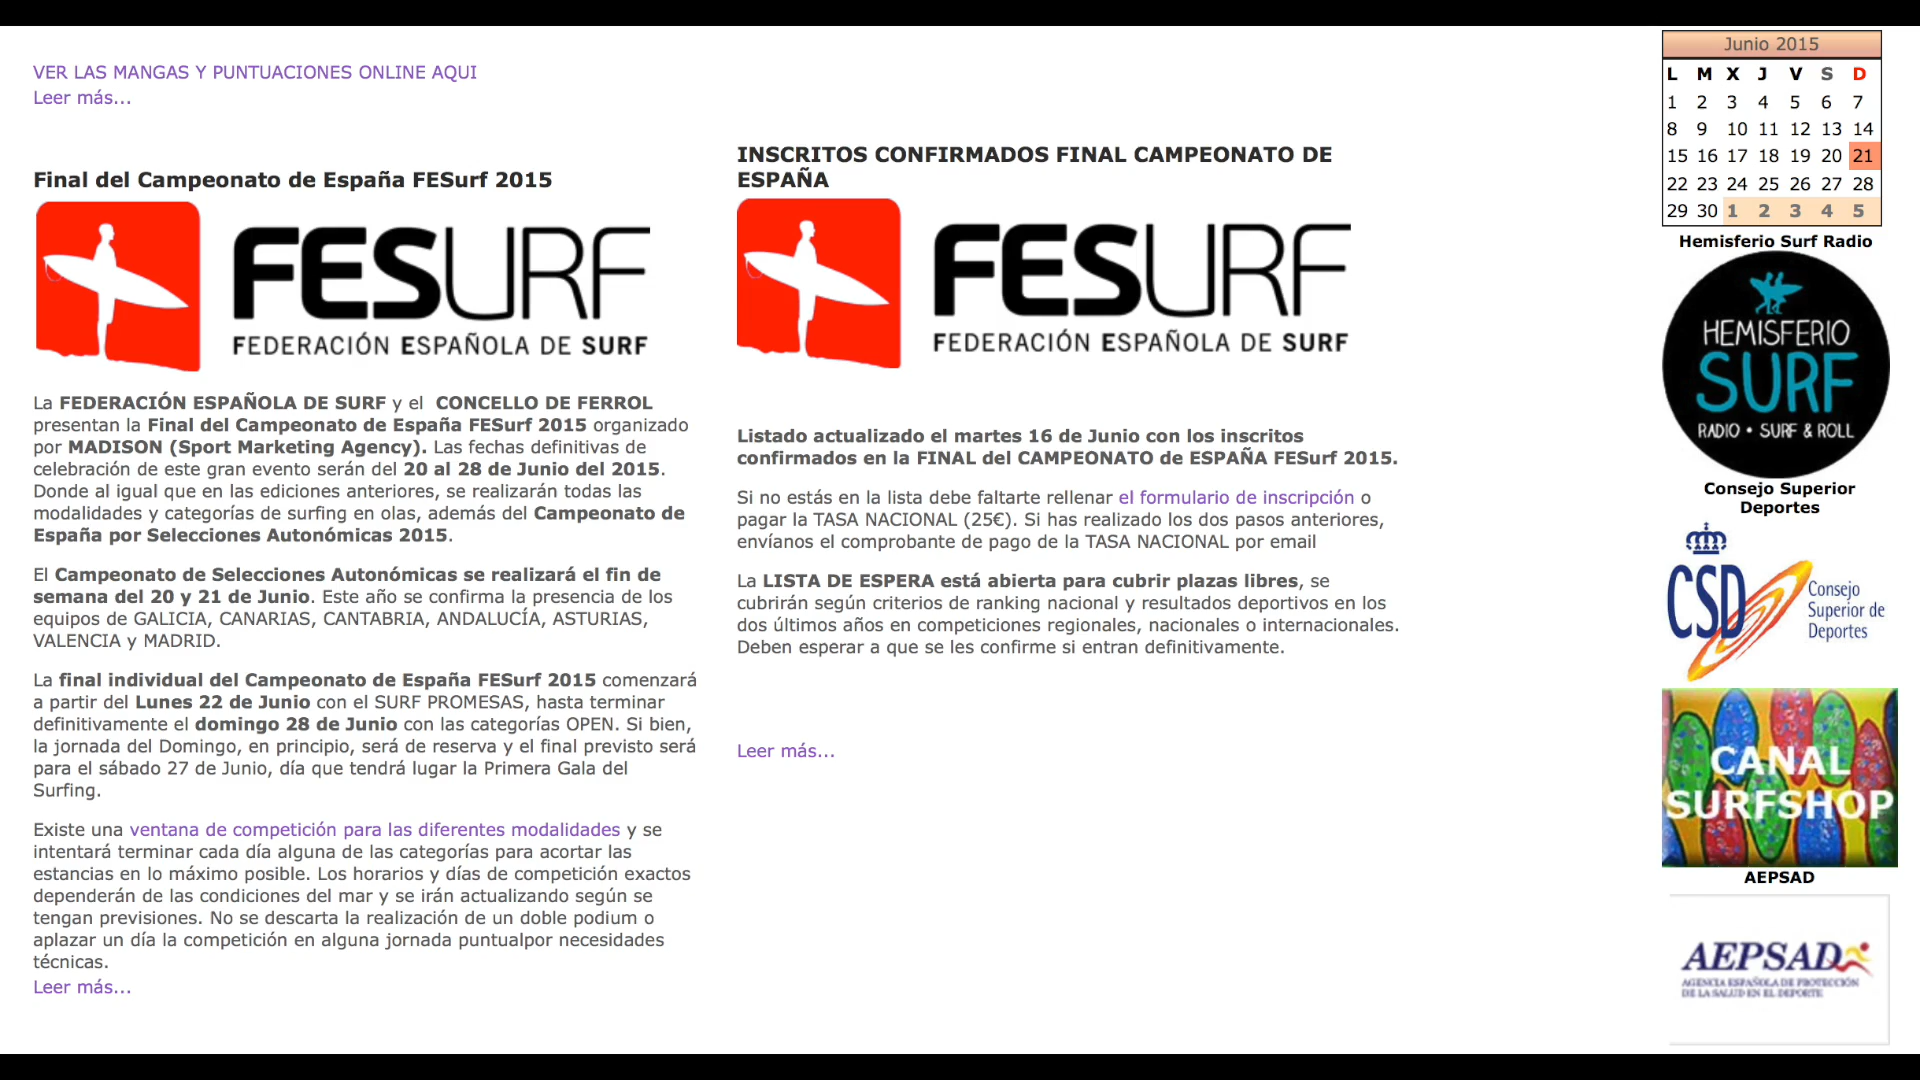 VER LAS MANGAS Y PUNTUACIONES ONLINE AQUI
Leer más...
Final del Campeonato de España FESurf 2015
FESURF
FEDERACIÓN ESPAÑOLA DE SURF
La FEDERACIÓN ESPAÑOLA DE SURF y el CONCELLO DE FERROL
presentan la Final del Campeonato de España FESurf 2015 organizado
por MADISON (Sport Marketing Agency). Las fechas definitivas de
celebración de este gran evento serán del 20 al 28 de Junio del 2015.
Donde al igual que en las ediciones anteriores, se realizarán todas las
modalidades y categorías de surfing en olas, además del Campeonato de
España por Selecciones Autonómicas 2015.
El Campeonato de Selecciones Autonómicas se realizará el fin de
semana del 20 y 21 de Junio. Este año se confirma la presencia de los
equipos de GALICIA, CANARIAS, CANTABRIA, ANDALUCÍA, ASTURIAS,
VALENCIA y MADRID.
La final individual del Campeonato de España FESurf 2015 comenzará
a partir del Lunes 22 de Junio con el SURF PROMESAS, hasta terminar
definitivamente el domingo 28 de Junio con las categorías OPEN. Si bien,
la jornada del Domingo, en principio, será de reserva y el final previsto será
para el sábado 27 de Junio, día que tendrá lugar la Primera Gala del
Surfing.
Existe una ventana de competición para las diferentes modalidades y se
intentará terminar cada día alguna de las categorías para acortar las
estancias en lo máximo posible. Los horarios y días de competición exactos
dependerán de las condiciones del mar y se irán actualizando según se
tengan previsiones. No se descarta la realización de un doble podium o
aplazar un día la competición en alguna jornada puntualpor necesidades
técnicas.
Leer más...
INSCRITOS CONFIRMADOS FINAL CAMPEONATO DE
ESPAÑA
FESURF
FEDERACIÓN ESPAÑOLA DE SURF
Listado actualizado el martes 16 de Junio con los inscritos
confirmados en la FINAL del CAMPEONATO de ESPAÑA FESurf 2015.
Si no estás en la lista debe faltarte rellenar el formulario de inscripción o
pagar la TASA NACIONAL (25€). Si has realizado los dos pasos anteriores,
envíanos el comprobante de pago de la TASA NACIONAL por email
La LISTA DE ESPERA está abierta para cubrir plazas libres, se
cubrirán según criterios de ranking nacional y resultados deportivos en los
dos últimos años en competiciones regionales, nacionales o internacionales.
Deben esperar a que se les confirme si entran definitivamente.
Leer más...
Junio 2015
L M X J V S D
1 2 3 4 5 6 7
8 9 10 11 12 13 14
15 16 17 18 19 20 21
22 23 24 25 26 27 28
29 30 1 2 3 4 5
Hemisferio Surf Radio
HEMISFERIO
SURF
RADIO • SURF & ROLL
Consejo Superior
Deportes
CSD
Consejo
Superior de
Deportes
CANAL
SURFSHOP
AEPSAD
AEPSAD
AGENCIA ESPAÑOLA DE PROTECCIÓN
DE LA SALUD EN EL DEPORTE